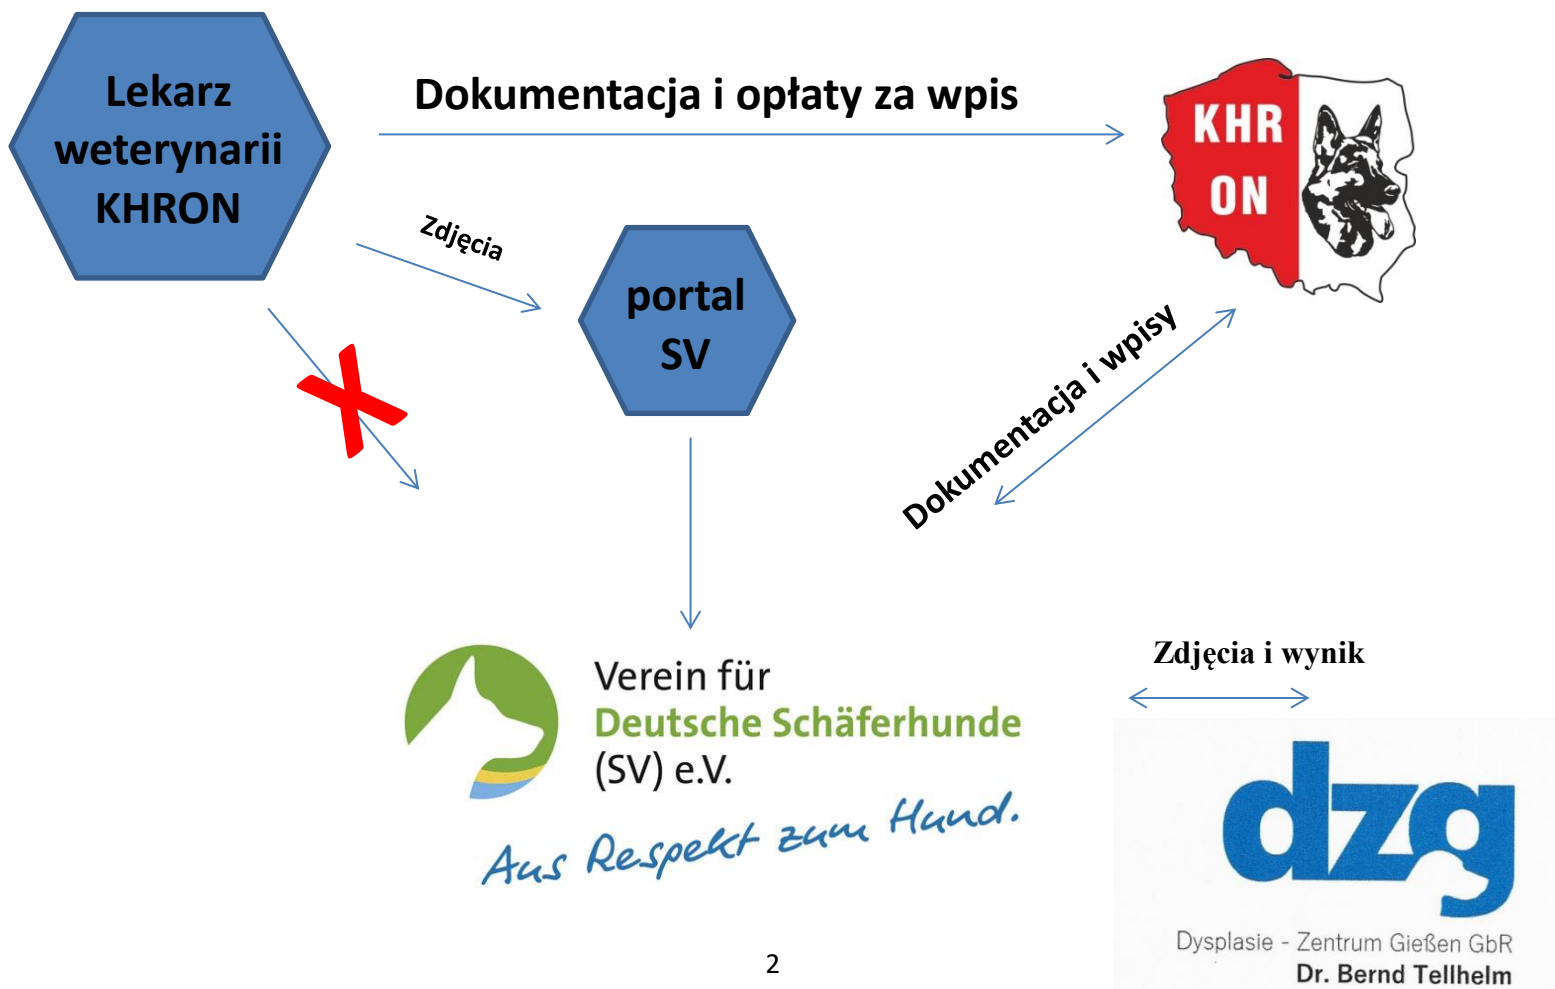 Lekarz
weterynarii
KHRON
Dokumentacja i opłaty za wpis
KHR
ON
Zdjęcia
portal
SV
Dokumentacja i wpisy
Verein für
Deutsche Schäferhunde
(SV) e.V.
Aus Respekt zum Hund.
Zdjęcia i wynik
dzg
Dysplasie - Zentrum Gießen GbR
Dr. Bernd Tellhelm
2